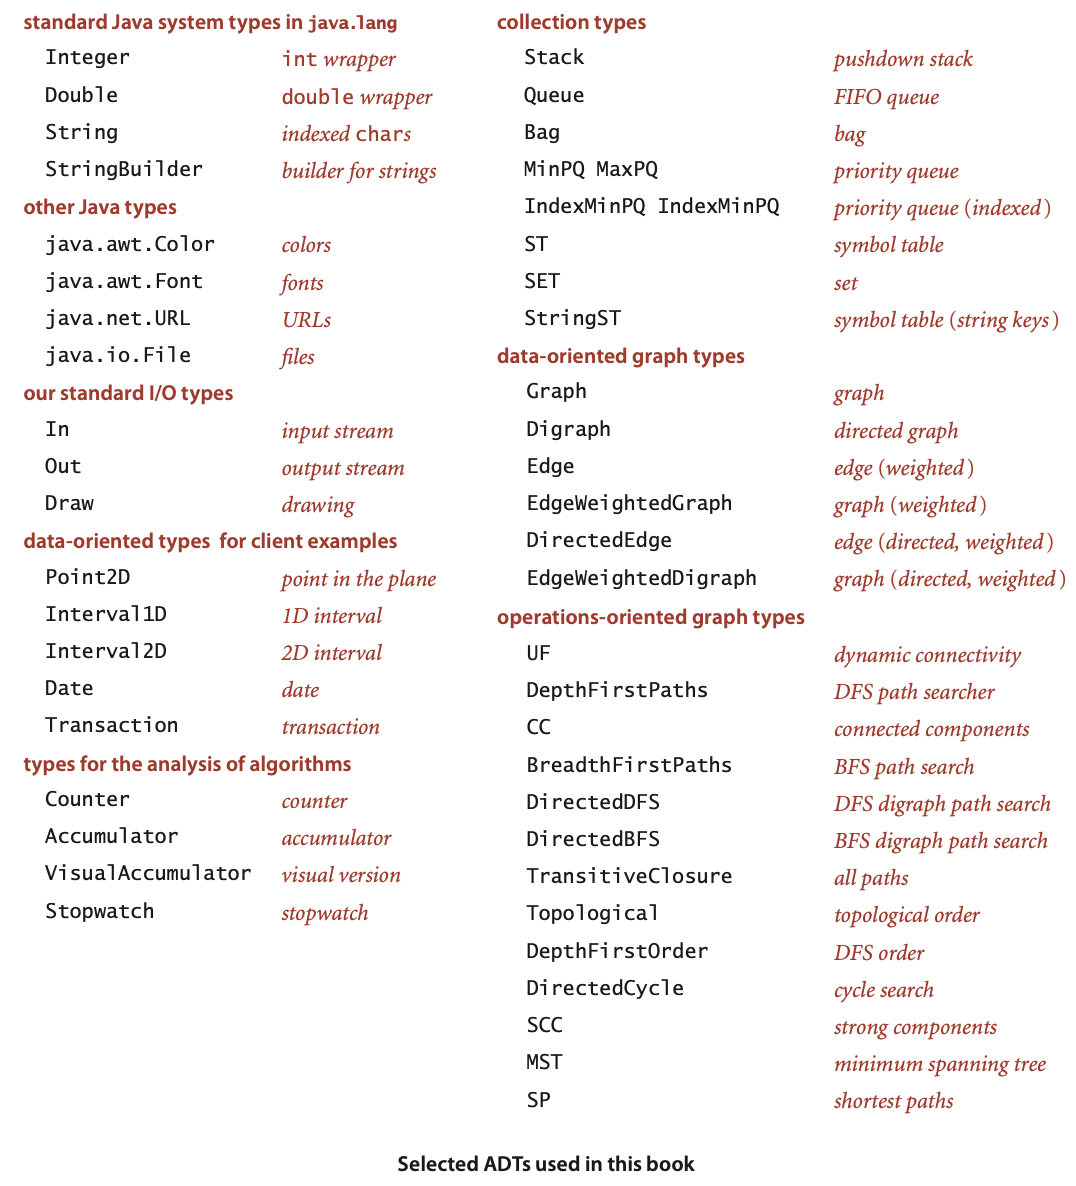 standard Java system types in java.lang
Integer int wrapper
Double double wrapper
String indexed chars
StringBuilder builder for strings
other Java types
java.awt.Color colors
java.awt.Font fonts
java.net.URL URLs
java.io.File files
our standard I/O types
In input stream
Out output stream
Draw drawing
data-oriented types for client examples
Point2D point in the plane
Interval1D 1D interval
Interval2D 2D interval
Date date
Transaction transaction
types for the analysis of algorithms
Counter counter
Accumulator accumulator
VisualAccumulator visual version
Stopwatch stopwatch
collection types
Stack pushdown stack
Queue FIFO queue
Bag bag
MinPQ MaxPQ priority queue
IndexMinPQ IndexMinPQ priority queue (indexed)
ST symbol table
SET set
StringST symbol table (string keys)
data-oriented graph types
Graph graph
Digraph directed graph
Edge edge (weighted)
EdgeWeightedGraph graph (weighted)
DirectedEdge edge (directed, weighted)
EdgeWeightedDigraph graph (directed, weighted)
operations-oriented graph types
UF dynamic connectivity
DepthFirstPaths DFS path searcher
CC connected components
BreadthFirstPaths BFS path search
DirectedDFS DFS digraph path search
DirectedBFS BFS digraph path search
TransitiveClosure all paths
Topological topological order
DepthFirstOrder DFS order
DirectedCycle cycle search
SCC strong components
MST minimum spanning tree
SP shortest paths
Selected ADTs used in this book